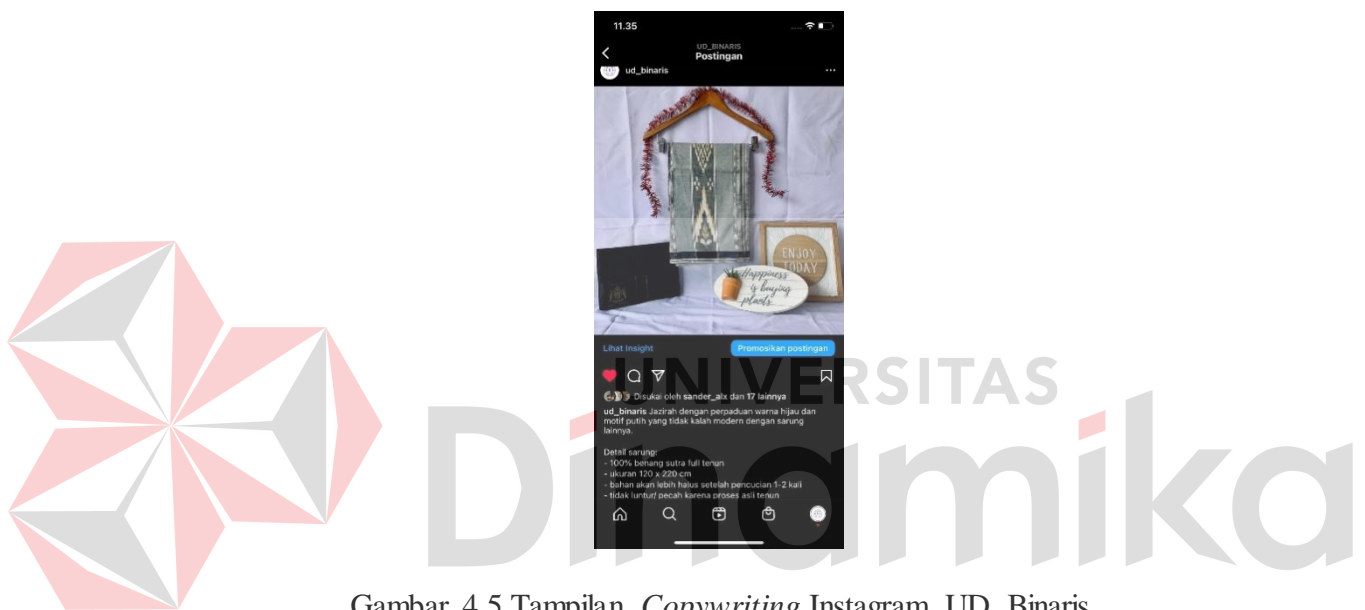 11.35
UD_BINARIS
Postingan
ud_binaris
ENJOY
TODAY
Happiness
is buying
plants
Lihat Insight
Promosikan postingan
UNIVERSITAS
Disukai oleh sander_alx dan 17 lainnya
ud_binaris Jazirah dengan perpaduan warna hijau dan
motif putih yang tidak kalah modern dengan sarung
lainnya.
Detail sarung:
- 100% benang sutra full tenun
- ukuran 120 x 220 cm
- bahan akan lebih halus setelah pencucian 1-2 kali
- tidak luntur/ pecah karena proses asli tenun
Dinamika
Gambar 4.5 Tampilan Copywriting Instagram UD. Binaris